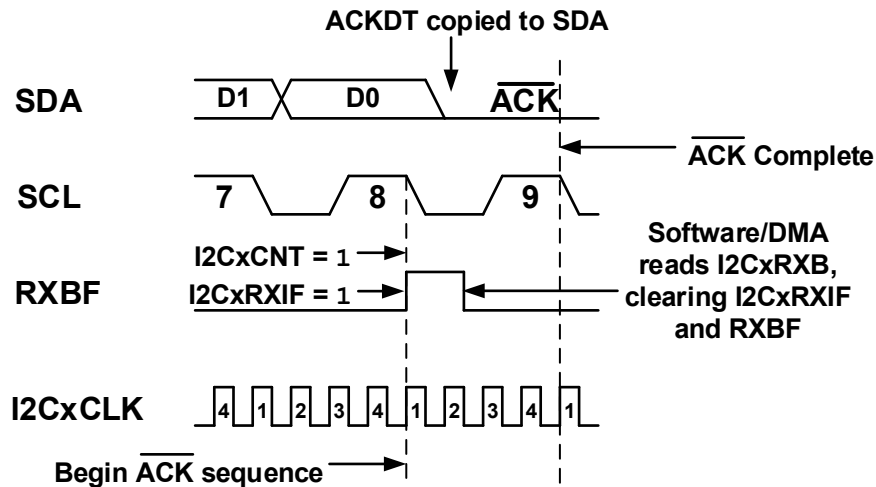 ACKDT copied to SDA
SDA
D1
D0
ACK
ACK Complete
SCL
7
8
9
I2CxCNT = 1
RXBF
I2CxRXIF = 1
Software/DMA
reads I2CxRXB,
clearing I2CxRXIF
and RXBF
I2CxCLK
4 1 2 3 4 1 2 3 4 1
Begin ACK sequence